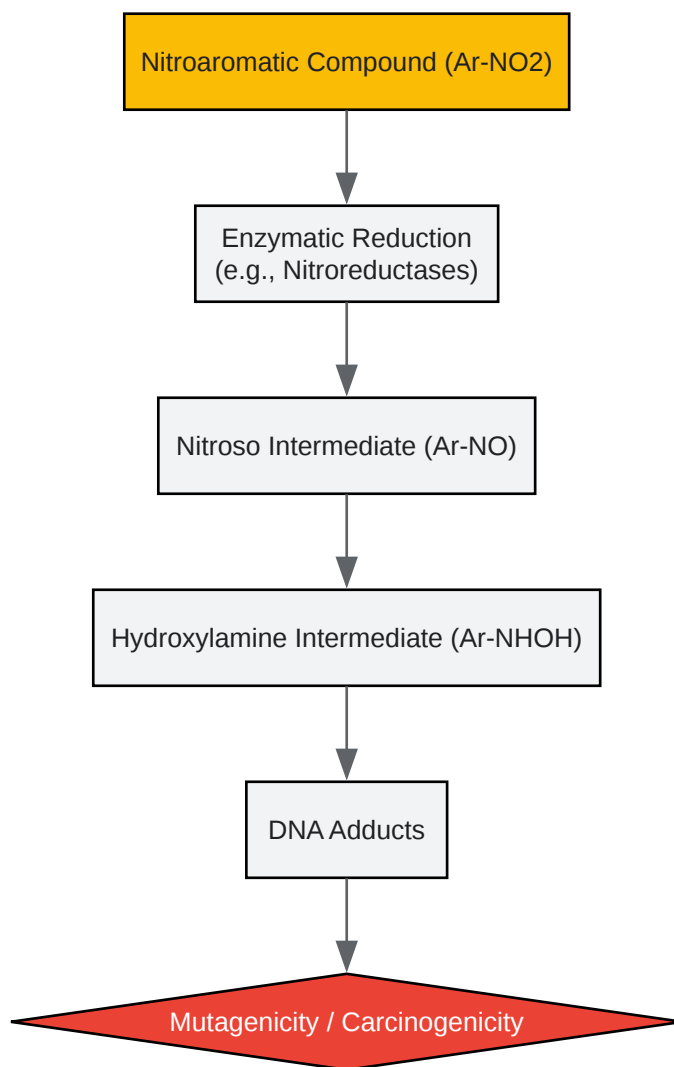 Nitroaromatic Compound (Ar-NO2)
Enzymatic Reduction
(e.g., Nitroreductases)
Nitroso Intermediate (Ar-NO)
Hydroxylamine Intermediate (Ar-NHOH)
DNA Adducts
Mutagenicity / Carcinogenicity